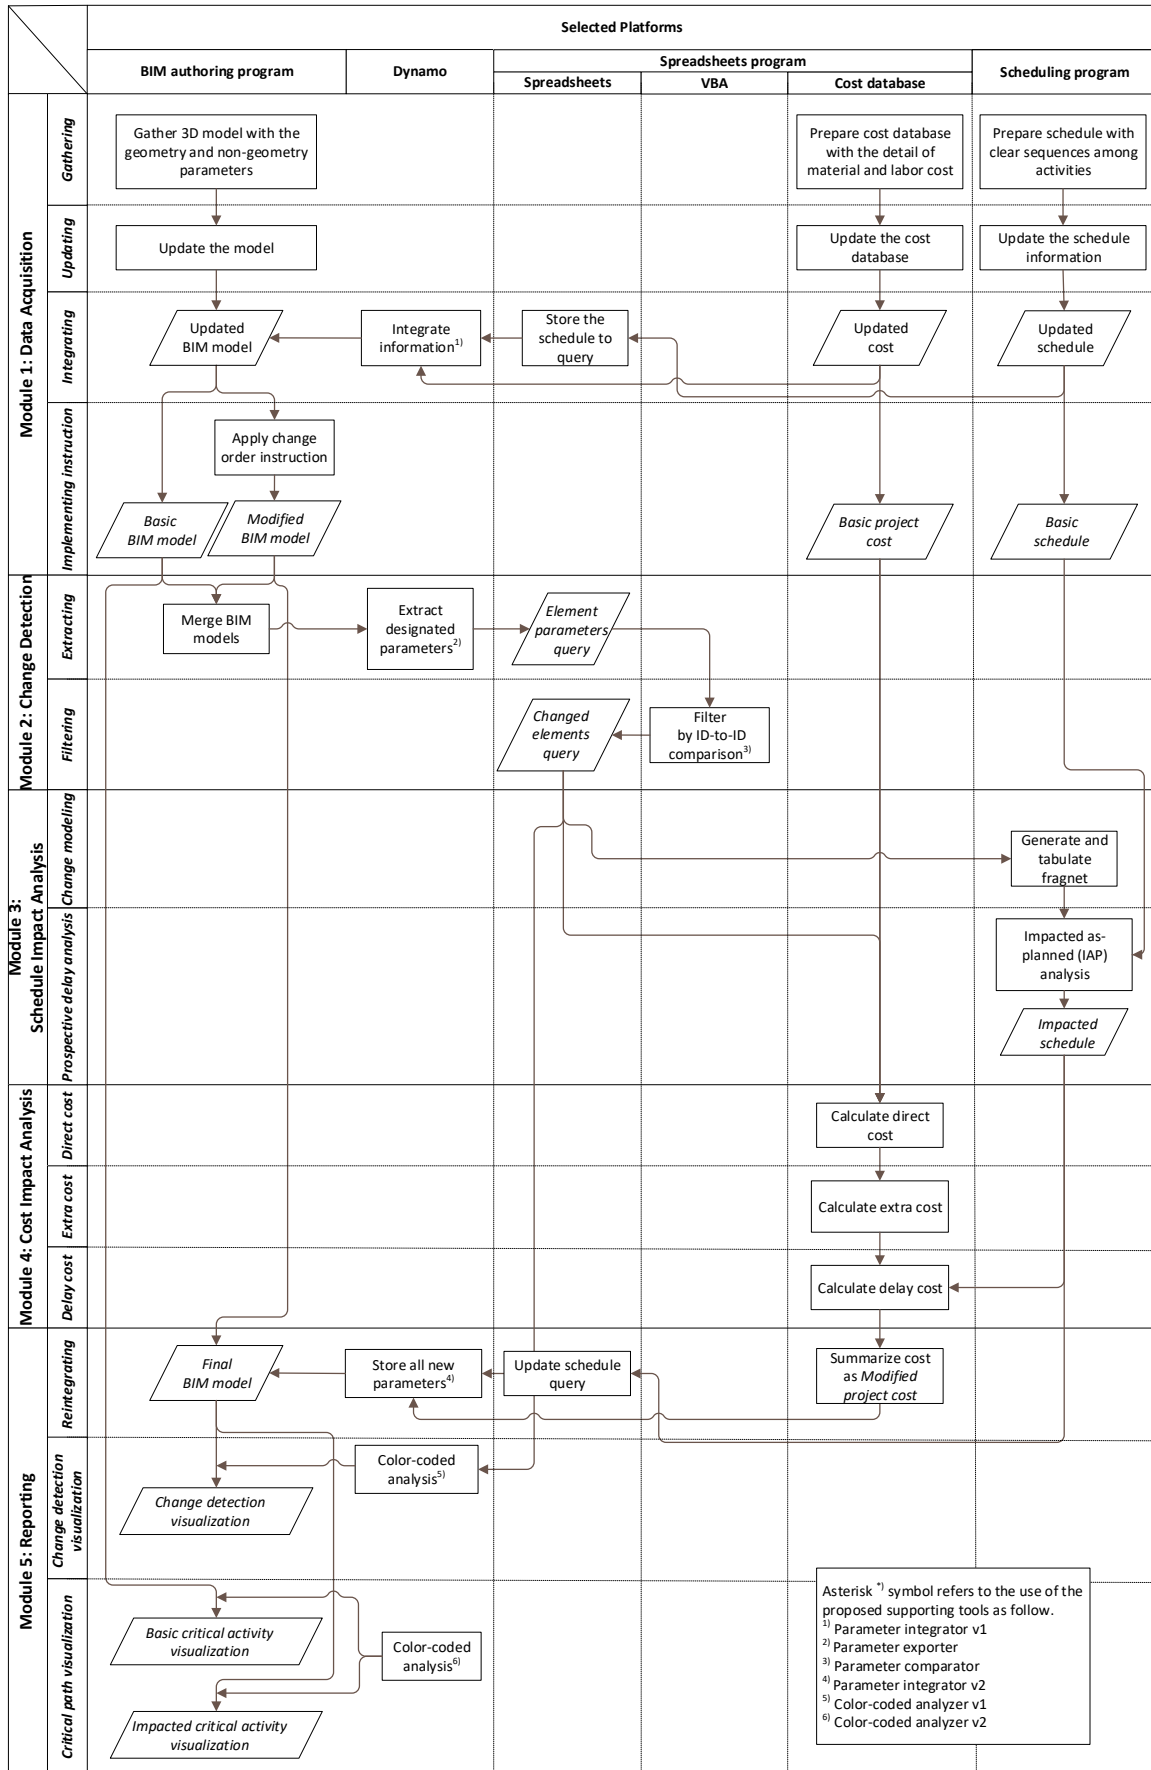 Selected Platforms
BIM authoring program
Dynamo
Spreadsheets program
Scheduling program
Spreadsheets
VBA
Cost database
Module 1: Data Acquisition
Gathering
Gather 3D model with the
geometry and non-geometry
parameters
Prepare cost database
with the detail of
material and labor cost
Prepare schedule with
clear sequences among
activities
Updating
Update the model
Update the cost
database
Update the schedule
information
Integrating
Updated
BIM model
Integrate
information1)
Store the
schedule to
query
Updated
cost
Updated
schedule
Implementing instruction
Apply change
order instruction
Basic
BIM model
Modified
BIM model
Basic project
cost
Basic
schedule
Module 2: Change Detection
Extracting
Merge BIM
models
Extract
designated
parameters2)
Element
parameters
query
Filtering
Changed
elements
query
Filter
by ID-to-ID
comparison3)
Module 3:
Schedule Impact Analysis
Change modeling
Generate and
tabulate
fragnet
Prospective delay analysis
Impacted as-
planned (IAP)
analysis
Impacted
schedule
Module 4: Cost Impact Analysis
Direct cost
Calculate direct
cost
Extra cost
Calculate extra cost
Delay cost
Calculate delay cost
Module 5: Reporting
Reintegrating
Final
BIM model
Store all new
parameters4)
Update schedule
query
Summarize cost
as Modified
project cost
Change detection
visualization
Color-coded
analysis5)
Change detection
visualization
Critical path visualization
Basic critical activity
visualization
Color-coded
analysis6)
Impacted critical activity
visualization
Asterisk *) symbol refers to the use of the
proposed supporting tools as follow.
1) Parameter integrator v1
2) Parameter exporter
3) Parameter comparator
4) Parameter integrator v2
5) Color-coded analyzer v1
6) Color-coded analyzer v2